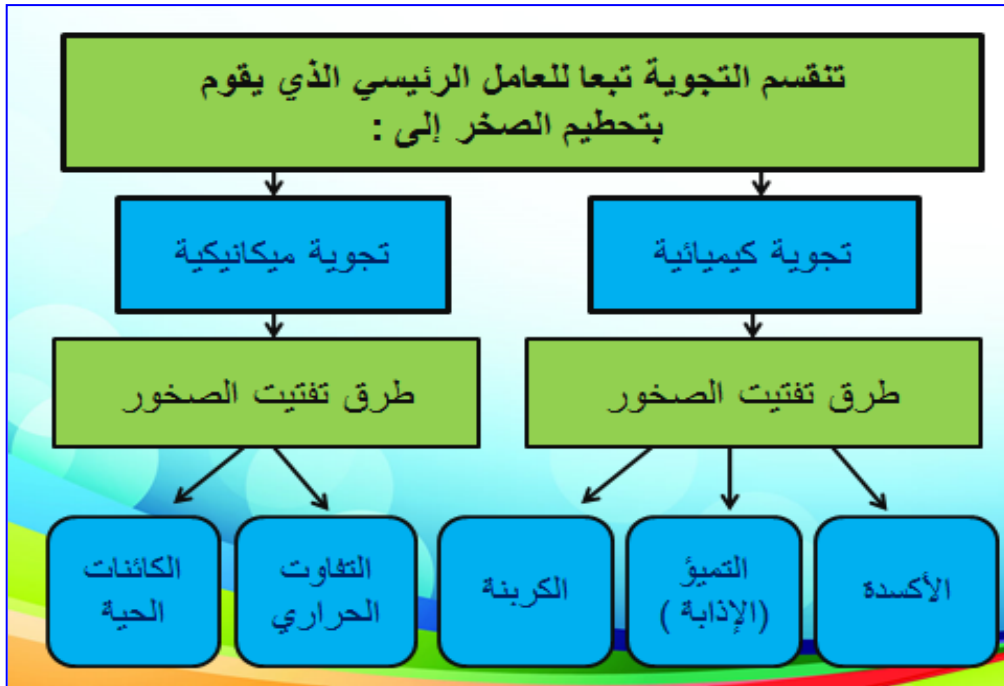 تنقسم التجوية تبعا للعامل الرئيسي الذي يقوم
بتحطيم الصخر إلى :
تجوية كيميائية
تجوية ميكانيكية
طرق تفتيت الصخور
طرق تفتيت الصخور
الأكسدة
التميؤ
(الإذابة )
الكربنة
التفاوت
الحراري
الكائنات
الحية